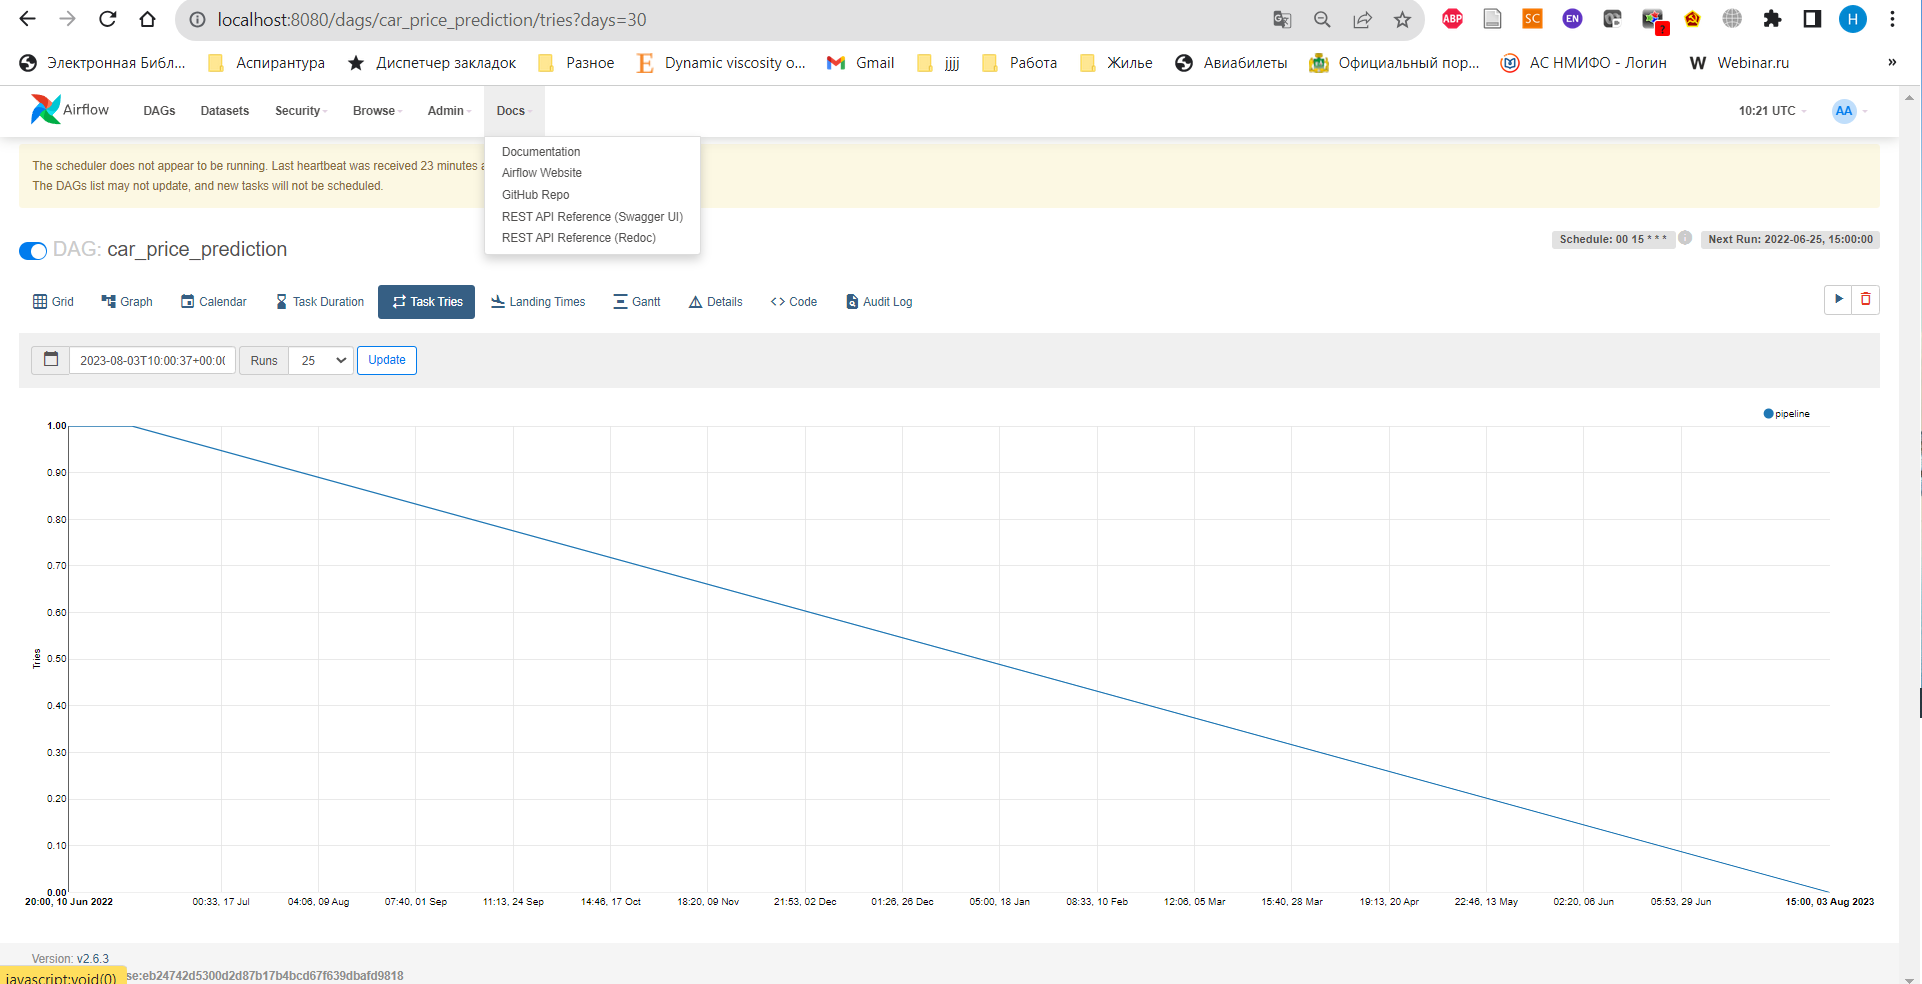 localhost:8080/dags/car_price_prediction/tries?days=30
ABP
SC
EN
?
H
Электронная Библ...
Аспирантура
Диспетчер закладок
Разное
Dynamic viscosity o...
Gmail
jjjj
Работа
Жилье
Авиабилеты
Официальный пор...
АС НМИФО - Логин
Webinar.ru
»
Airflow
DAGs
Datasets
Security
Browse
Admin
Docs
10:21 UTC
AA
Documentation
Airflow Website
GitHub Repo
REST API Reference (Swagger UI)
REST API Reference (Redoc)
The scheduler does not appear to be running. Last heartbeat was received 23 minutes a
The DAGs list may not update, and new tasks will not be scheduled.
DAG: car_price_prediction
Schedule: 00 15 * * *
Next Run: 2022-06-25, 15:00:00
Grid
Graph
Calendar
Task Duration
Task Tries
Landing Times
Gantt
Details
Code
Audit Log
2023-08-03T10:00:37+00:00
Runs
25
Update
pipeline
Tries
1.00
0.90
0.80
0.70
0.60
0.50
0.40
0.30
0.20
0.10
0.00
20:00, 10 Jun 2022
00:33, 17 Jul
04:06, 09 Aug
07:40, 01 Sep
11:13, 24 Sep
14:46, 17 Oct
18:20, 09 Nov
21:53, 02 Dec
01:26, 26 Dec
05:00, 18 Jan
08:33, 10 Feb
12:06, 05 Mar
15:40, 28 Mar
19:13, 20 Apr
22:46, 13 May
02:20, 06 Jun
05:53, 29 Jun
15:00, 03 Aug 2023
Version: v2.6.3
se:eb24742d5300d2d87b17b4bcd67f639dbafd9818
javascript:void(0)